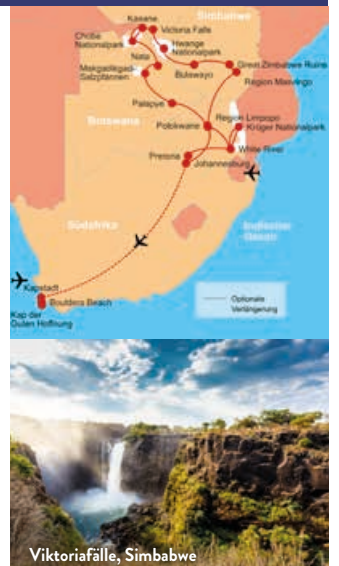 Simbabwe
Kasane
Victoria Falls
Chobe
Nationalpark
Hwange
Nationalpark
Nata
Makgadikgadi-
Salzpfannen
Bulawayo
Great Zimbabwe Ruins
Region Masvingo
Palapye
Botswana
Polokwane
Region Limpopo
Krüger Nationalpark
White River
Pretoria
Johannesburg
Südafrika
Indischer
Ozean
Kapstadt
Boulders Beach
Kap der
Guten Hoffnung
Optionale
Verlängerung
Viktoriafälle, Simbabwe